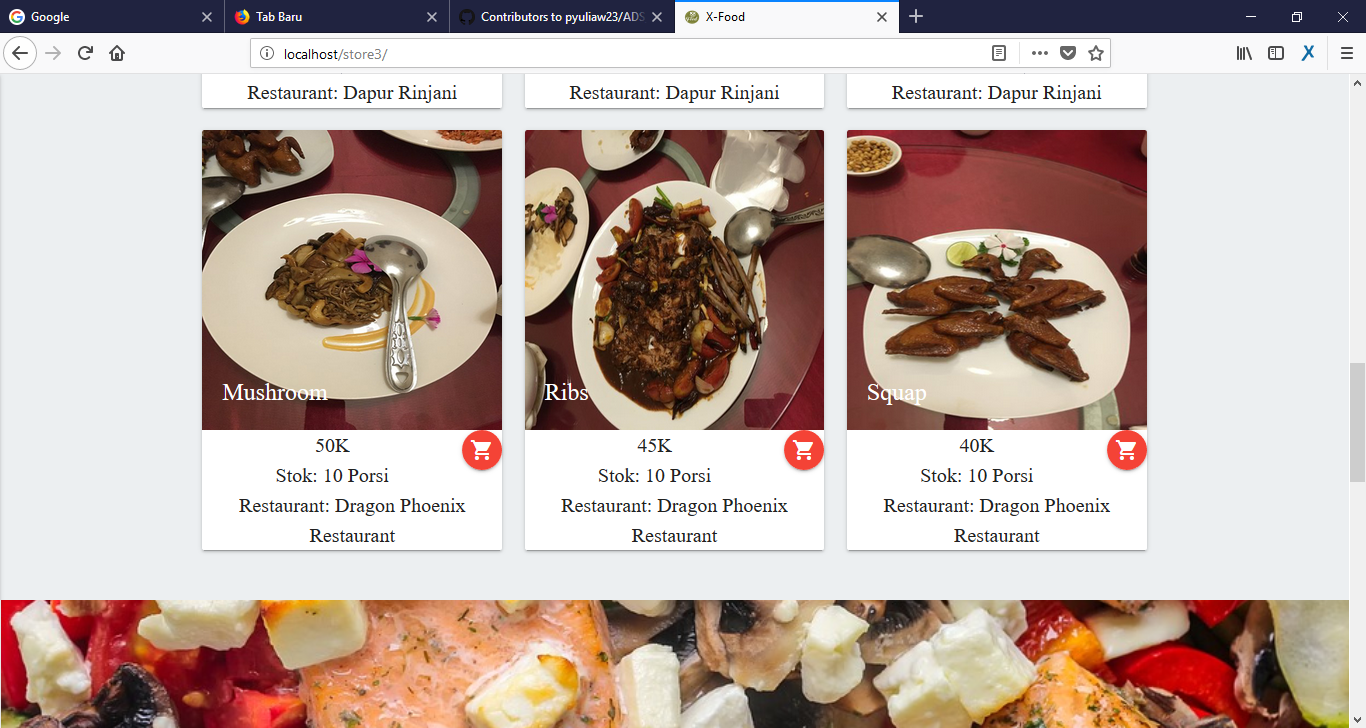 Google
Tab Baru
Contributors to pyuliaw23/ADS
X-Food
localhost/store3/
Restaurant: Dapur Rinjani
Restaurant: Dapur Rinjani
Restaurant: Dapur Rinjani
Mushroom
50K
Stok: 10 Porsi
Restaurant: Dragon Phoenix
Restaurant
Ribs
45K
Stok: 10 Porsi
Restaurant: Dragon Phoenix
Restaurant
Squap
40K
Stok: 10 Porsi
Restaurant: Dragon Phoenix
Restaurant